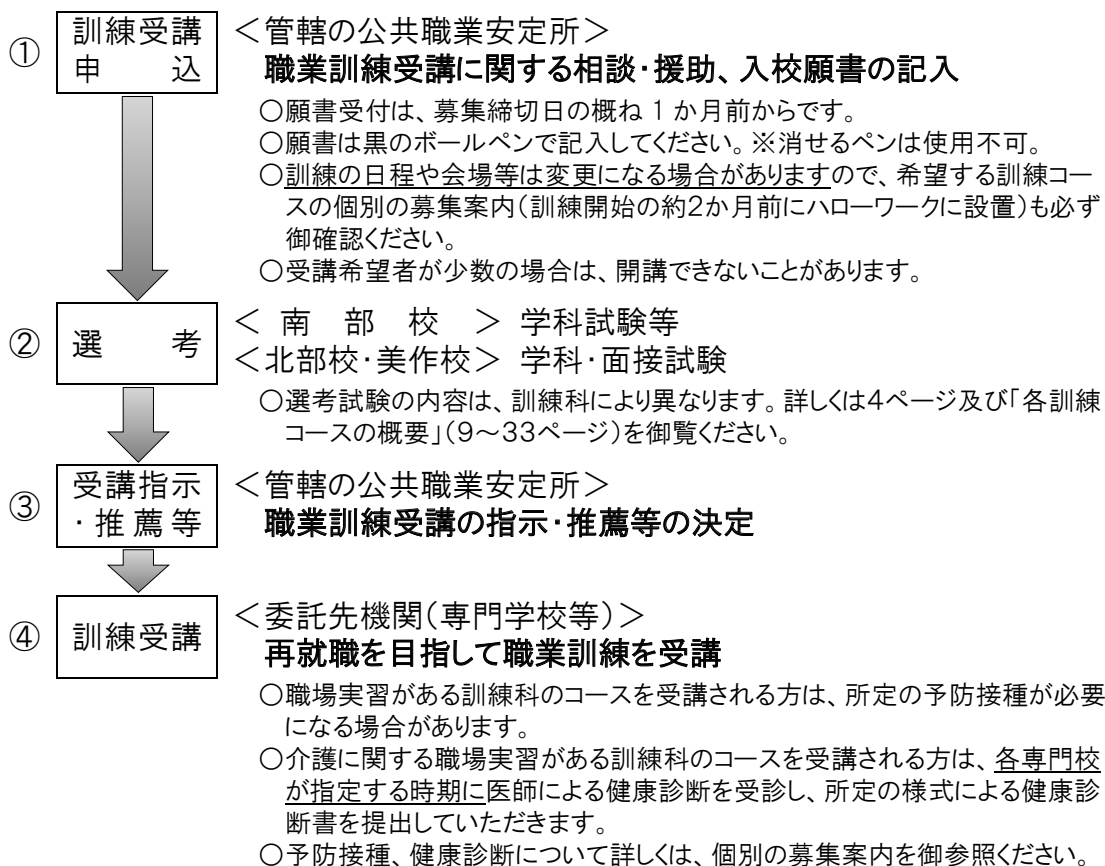 ① 訓練受講 申　　込
＜管轄の公共職業安定所＞
職業訓練受講に関する相談・援助、入校願書の記入
○願書受付は、募集締切日の概ね 1 か月前からです。
○願書は黒のボールペンで記入してください。※消せるペンは使用不可。
○訓練の日程や会場等は変更になる場合がありますので、希望する訓練コー
スの個別の募集案内（訓練開始の約2か月前にハローワークに設置）も必ず
御確認ください。
○受講希望者が少数の場合は、開講できないことがあります。
② 選　　考
＜ 南　部　校 ＞ 学科試験等
＜北部校・美作校＞ 学科・面接試験
○選考試験の内容は、訓練科により異なります。詳しくは4ページ及び「各訓練
コースの概要」（9～33ページ）を御覧ください。
③ 受講指示 ・推薦等
＜管轄の公共職業安定所＞
職業訓練受講の指示・推薦等の決定
④ 訓練受講
＜委託先機関（専門学校等）＞
再就職を目指して職業訓練を受講
○職場実習がある訓練科のコースを受講される方は、所定の予防接種が必要
になる場合があります。
○介護に関する職場実習がある訓練科のコースを受講される方は、各専門校
が指定する時期に医師による健康診断を受診し、所定の様式による健康診
断書を提出していただきます。
○予防接種、健康診断について詳しくは、個別の募集案内を御参照ください。